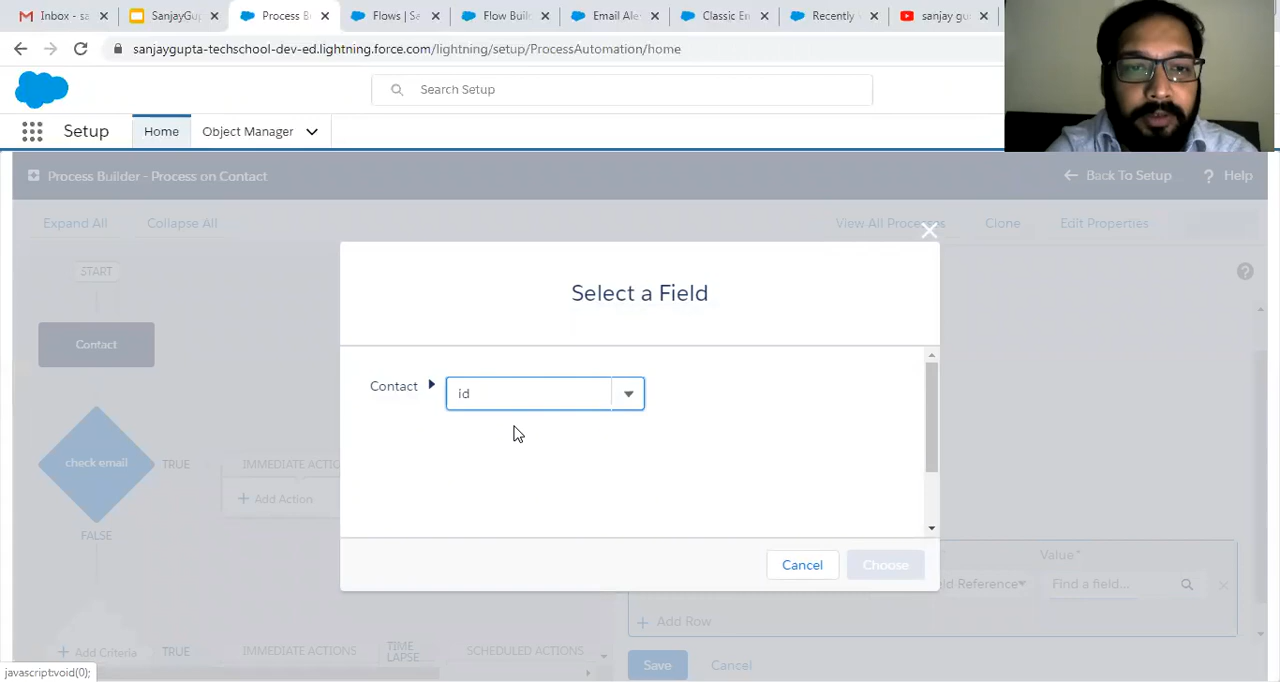 Inbox - sa
SanjayGu
Process B
Flows | Sa
Flow Buil
Email Ale
Classic En
Recently
sanjay gu
sanjaygupta-techschool-dev-ed.lightning.force.com/lightning/setup/ProcessAutomation/home
Search Setup
Setup
Home
Object Manager
Process Builder - Process on Contact
Back To Setup
? Help
Expand All
Collapse All
View All Processes
Clone
Edit Properties
START
Select a Field
Contact
Contact
id
check email
TRUE
IMMEDIATE ACTIO
+ Add Action
FALSE
Cancel
Choose
Value*
ld Reference
Find a field...
+ Add Row
+ Add Criteria
TRUE
IMMEDIATE ACTIONS
TIME
LAPSE
SCHEDULED ACTIONS
Save
Cancel
javascript:void(0);